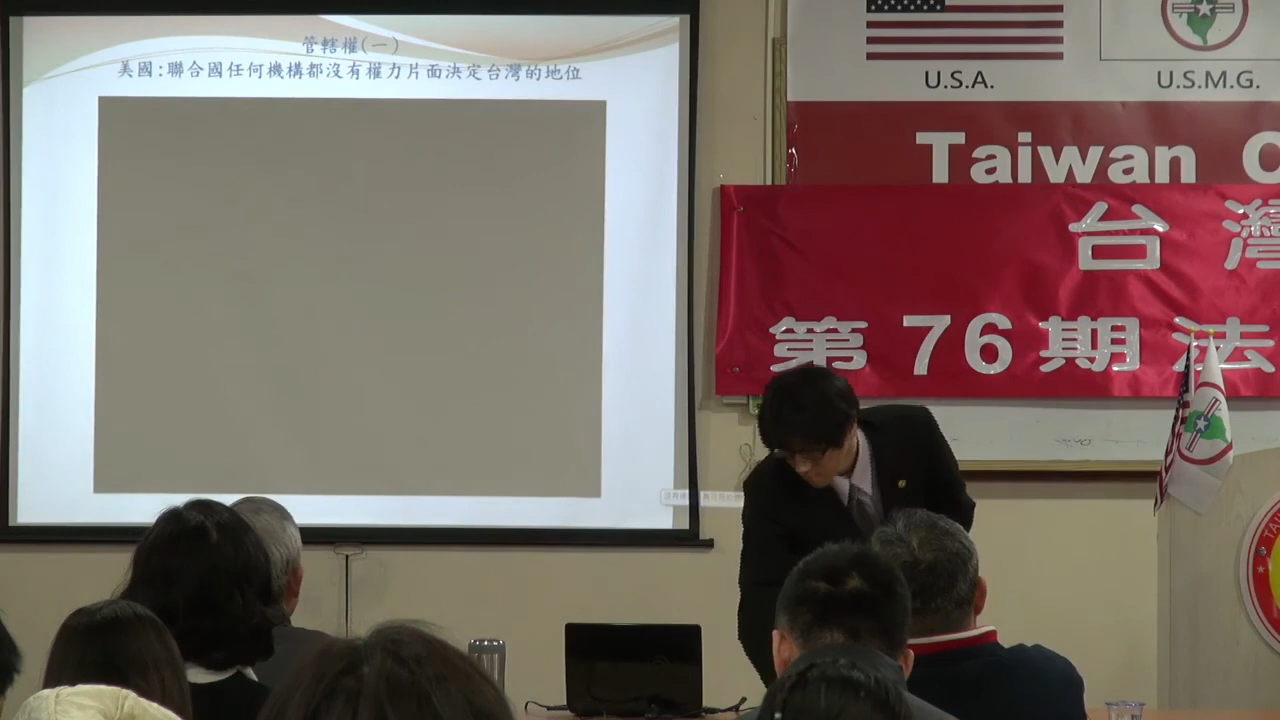 管轄權(一)
美國:聯合國任何機構都沒有權力片面決定台灣的地位
U.S.A.
U.S.M.G.
Taiwan
台灣
第76期法